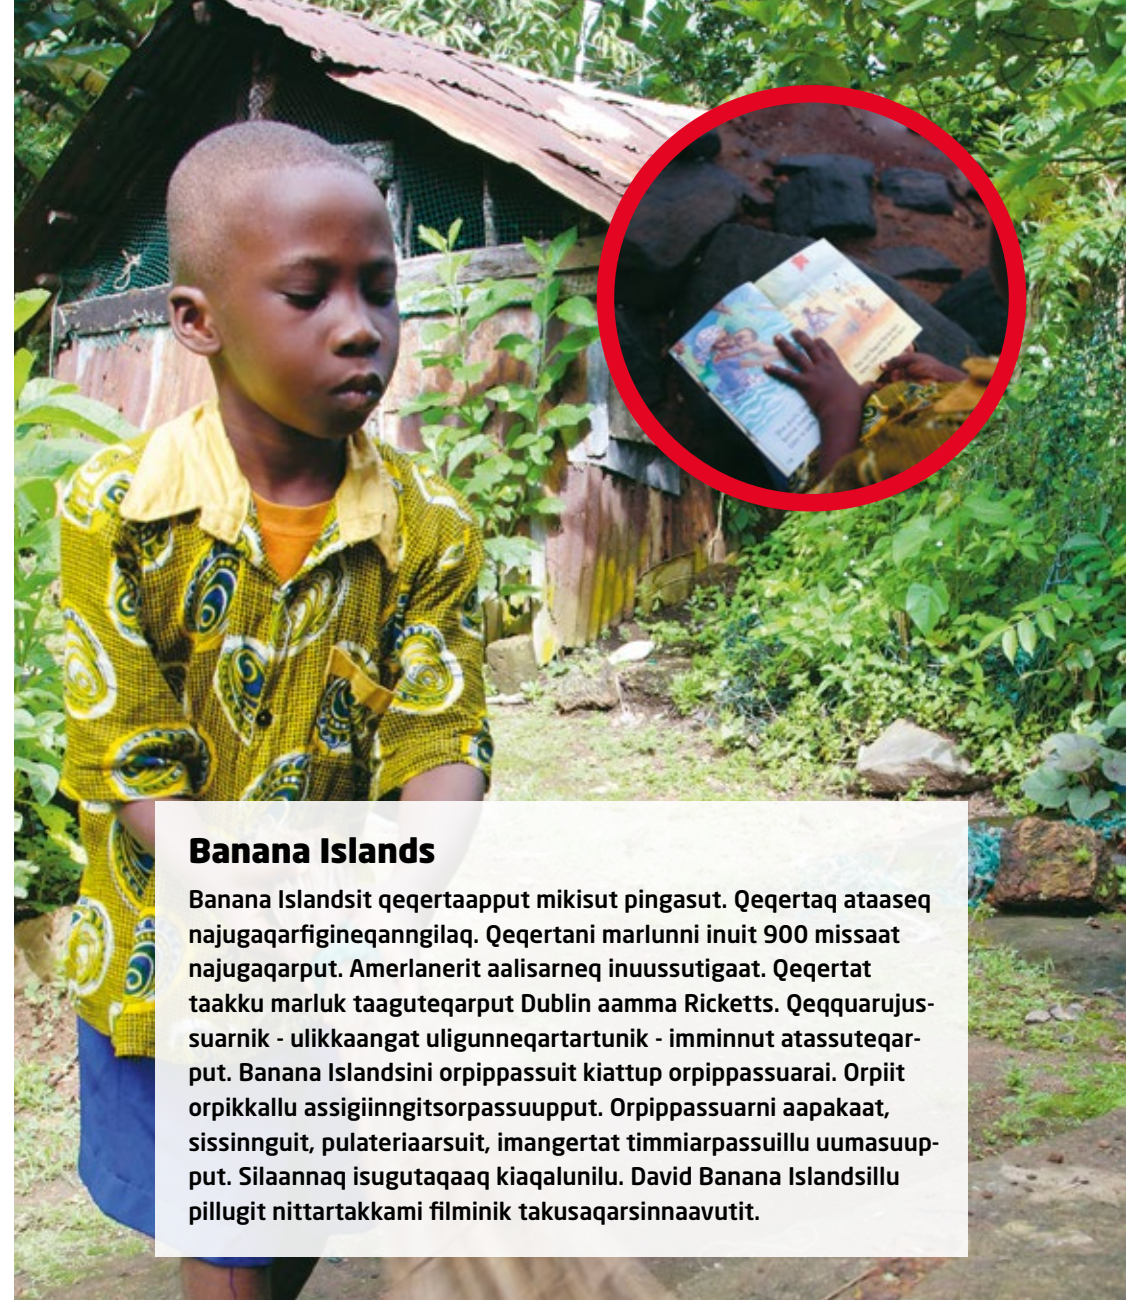 Banana Islands
Banana Islandsit qeqertaapput mikisut pingasut. Qeqertaq ataaseq
najugaqarfigineqanngilaq. Qeqertani marlunni inuit 900 missaat
najugaqarput. Amerlanerit aalisarneq inuussutigaat. Qeqertat
taakku marluk taaguteqarput Dublin aamma Ricketts. Qeqquarujus-
suarnik - ulikkaangat uligunneqartartunik - imminnut atassuteqar-
put. Banana Islandsini orpippassuit kiattup orpippassuarai. Orpiit
orpikkallu assigiinngitsorpassuupput. Orpippassuarni aapakaat,
sissinnguit, pulateriaarsuit, imangertat timmiarpassuillu uumasuup-
put. Silaannaq isugutaqaaq kiaqalunilu. David Banana Islandsillu
pillugit nittartakkami filminik takusaqarsinnaavutit.